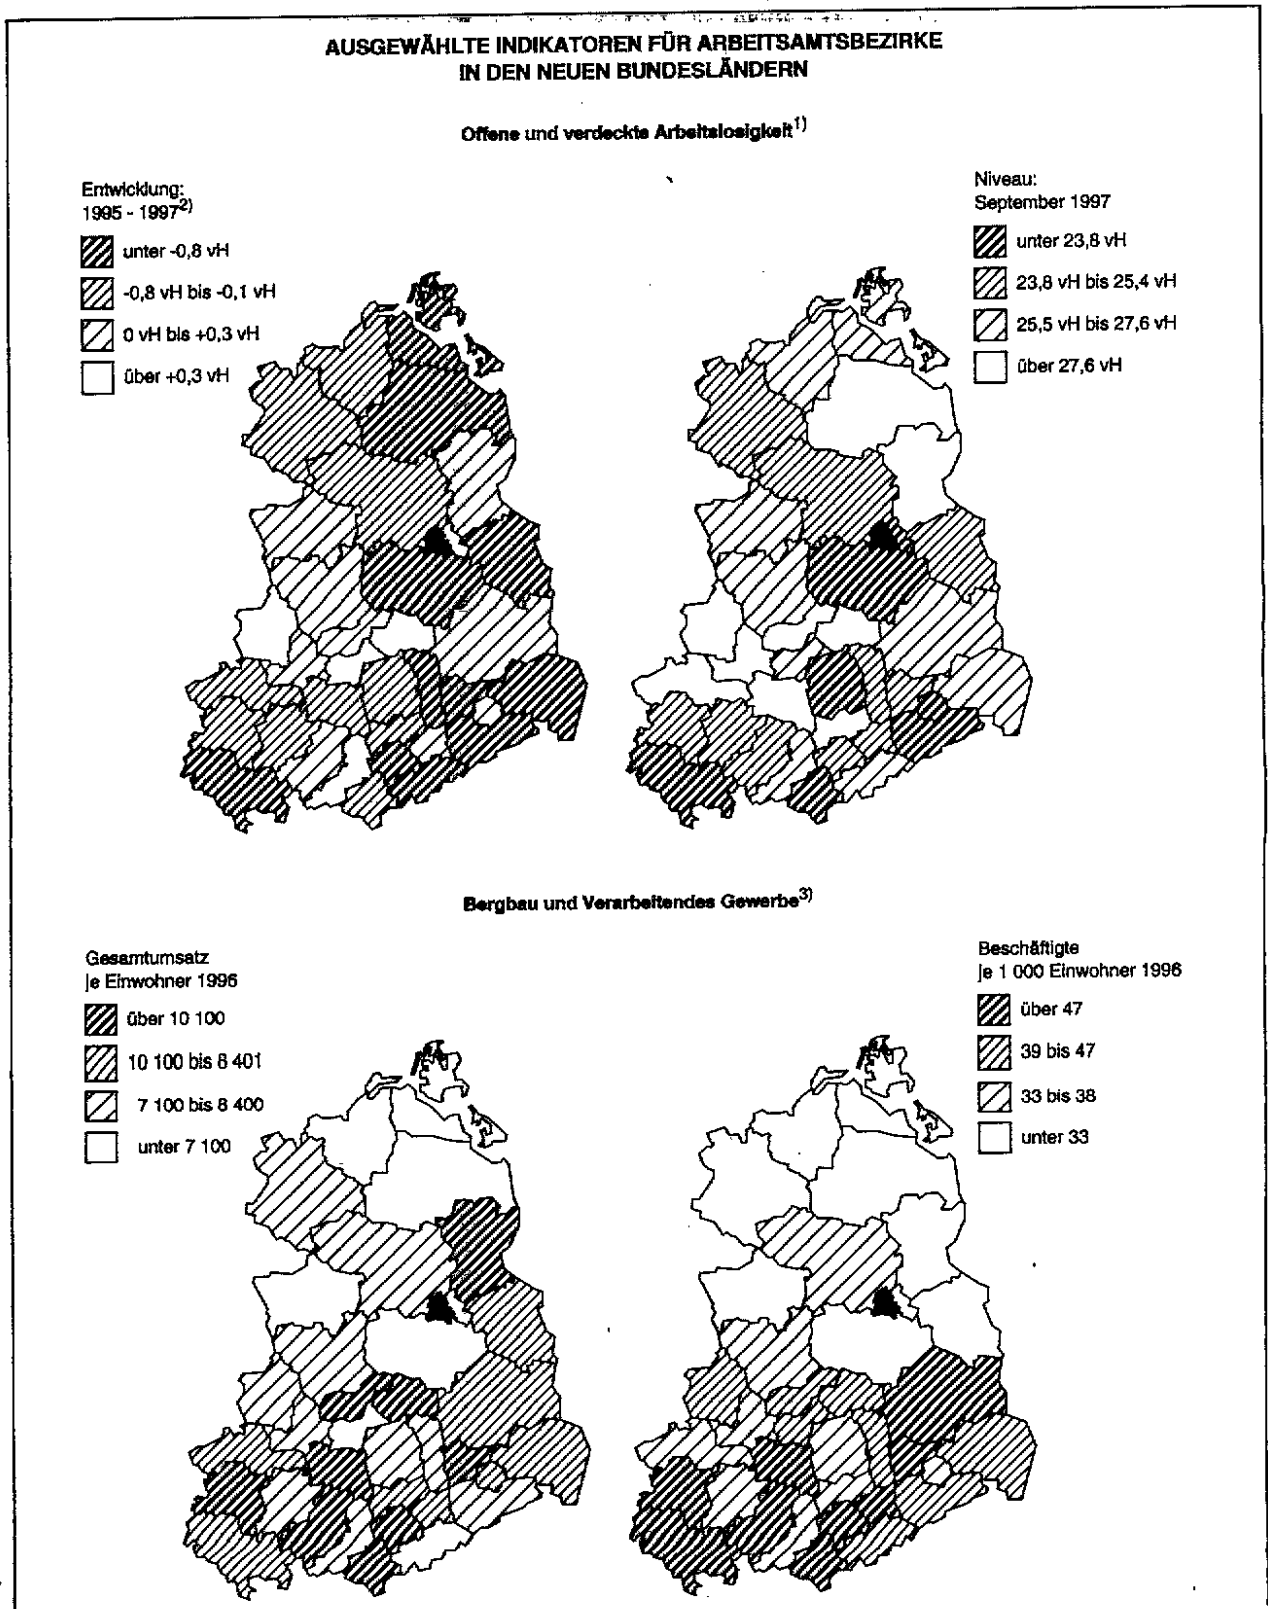 AUSGEWÄHLTE INDIKATOREN FÜR ARBEITSAMTSBEZIRKE
IN DEN NEUEN BUNDESLÄNDERN
Offene und verdeckte Arbeitslosigkeit1)
Entwicklung:
1995 - 19972)
unter -0,8 vH
-0,8 vH bis -0,1 vH
0 vH bis +0,3 vH
über +0,3 vH
Niveau:
September 1997
unter 23,8 vH
23,8 vH bis 25,4 vH
25,5 vH bis 27,6 vH
über 27,6 vH
Bergbau und Verarbeitendes Gewerbe3)
Gesamtumsatz
je Einwohner 1996
über 10 100
10 100 bis 8 401
7 100 bis 8 400
unter 7 100
Beschäftigte
je 1 000 Einwohner 1996
über 47
39 bis 47
33 bis 38
unter 33